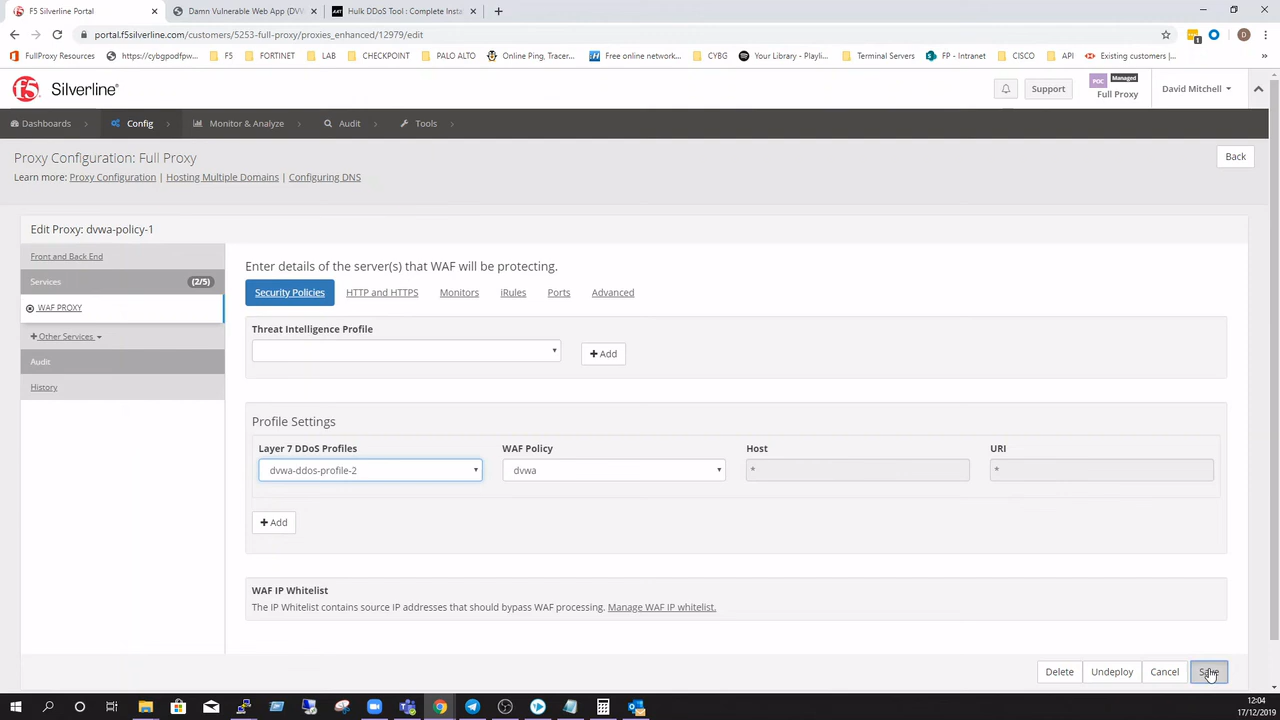 F5 Silverline Portal
Damn Vulnerable Web App (DVW
Hulk DDoS Tool : Complete Insta
portal.f5silverline.com/customers/5253-full-proxy/proxies_enhanced/12979/edit
FullProxy Resources https://cybgpodfpw... F5 FORTINET LAB CHECKPOINT PALO ALTO Online Ping, Tracer... Free online network... CYBG Your Library - Playli... Terminal Servers FP - Intranet CISCO API Existing customers |...
f5 Silverline®
Support
POC Managed
Full Proxy
David Mitchell
Dashboards Config Monitor & Analyze Audit Tools
Proxy Configuration: Full Proxy
Back
Learn more: Proxy Configuration | Hosting Multiple Domains | Configuring DNS
Edit Proxy: dvwa-policy-1
Front and Back End
Services (2/5)
WAF PROXY
+ Other Services
Audit
History
Enter details of the server(s) that WAF will be protecting.
Security Policies HTTP and HTTPS Monitors iRules Ports Advanced
Threat Intelligence Profile
+ Add
Profile Settings
Layer 7 DDoS Profiles WAF Policy Host URI
dvwa-ddos-profile-2 dvwa * *
+ Add
WAF IP Whitelist
The IP Whitelist contains source IP addresses that should bypass WAF processing. Manage WAF IP whitelist.
Delete Undeploy Cancel Save
12:04
17/12/2019